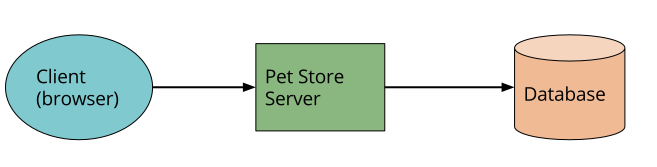 Client
(browser)
Pet Store
Server
Database